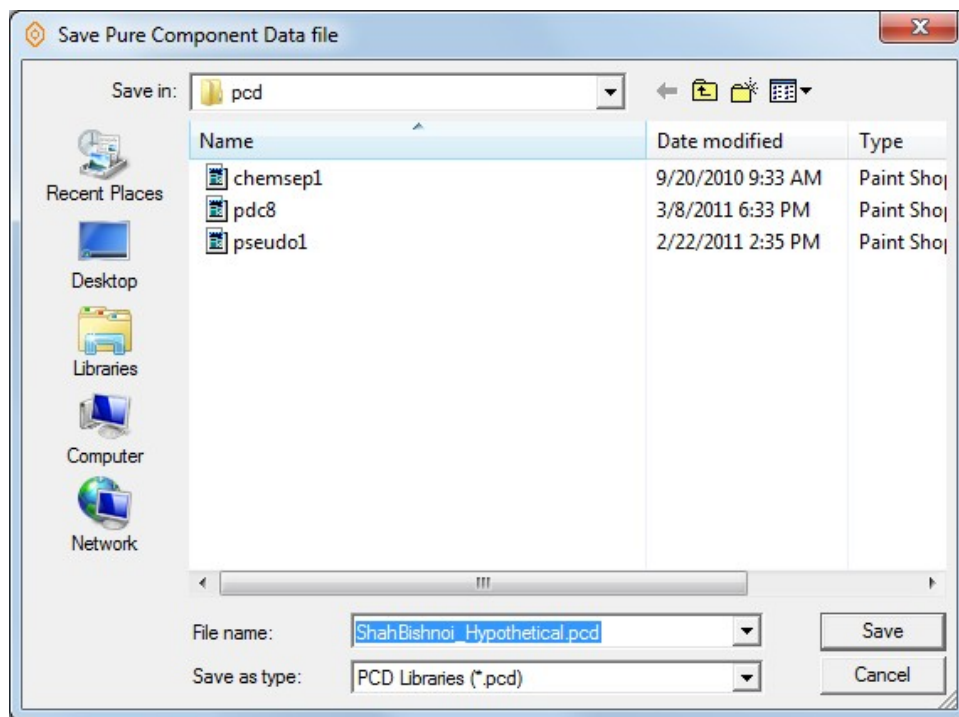 Save Pure Component Data file
Save in: pcd
Name Date modified Type
chemsep1 9/20/2010 9:33 AM Paint Shop
pdc8 3/8/2011 6:33 PM Paint Shop
pseudo1 2/22/2011 2:35 PM Paint Shop
Recent Places
Desktop
Libraries
Computer
Network
File name: ShahBishnoi_Hypothetical.pcd Save
Save as type: PCD Libraries (*.pcd) Cancel